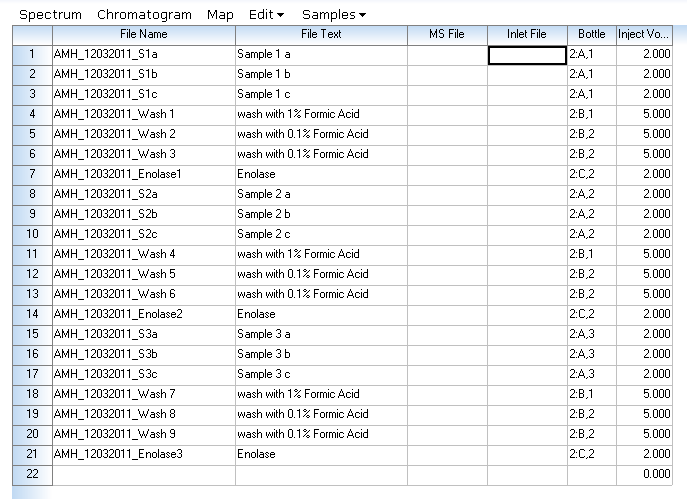 Spectrum Chromatogram Map Edit Samples
File Name File Text MS File Inlet File Bottle Inject Vo...
1 AMH_12032011_S1a Sample 1 a 2:A,1 2.000
2 AMH_12032011_S1b Sample 1 b 2:A,1 2.000
3 AMH_12032011_S1c Sample 1 c 2:A,1 2.000
4 AMH_12032011_Wash 1 wash with 1% Formic Acid 2:B,1 5.000
5 AMH_12032011_Wash 2 wash with 0.1% Formic Acid 2:B,2 5.000
6 AMH_12032011_Wash 3 wash with 0.1% Formic Acid 2:B,2 5.000
7 AMH_12032011_Enolase1 Enolase 2:C,2 2.000
8 AMH_12032011_S2a Sample 2 a 2:A,2 2.000
9 AMH_12032011_S2b Sample 2 b 2:A,2 2.000
10 AMH_12032011_S2c Sample 2 c 2:A,2 2.000
11 AMH_12032011_Wash 4 wash with 1% Formic Acid 2:B,1 5.000
12 AMH_12032011_Wash 5 wash with 0.1% Formic Acid 2:B,2 5.000
13 AMH_12032011_Wash 6 wash with 0.1% Formic Acid 2:B,2 5.000
14 AMH_12032011_Enolase2 Enolase 2:C,2 2.000
15 AMH_12032011_S3a Sample 3 a 2:A,3 2.000
16 AMH_12032011_S3b Sample 3 b 2:A,3 2.000
17 AMH_12032011_S3c Sample 3 c 2:A,3 2.000
18 AMH_12032011_Wash 7 wash with 1% Formic Acid 2:B,1 5.000
19 AMH_12032011_Wash 8 wash with 0.1% Formic Acid 2:B,2 5.000
20 AMH_12032011_Wash 9 wash with 0.1% Formic Acid 2:B,2 5.000
21 AMH_12032011_Enolase3 Enolase 2:C,2 2.000
22 0.000